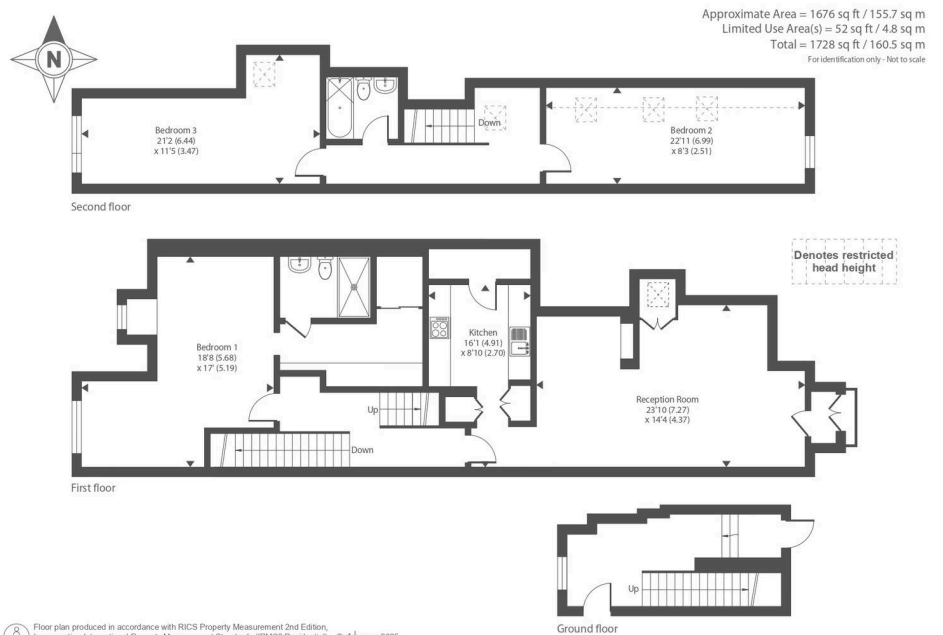 Approximate Area = 1676 sq ft / 155.7 sq m
Limited Use Area(s) = 52 sq ft / 4.8 sq m
Total = 1728 sq ft / 160.5 sq m
For identification only - Not to scale
N
Bedroom 3
21'2 (6.44)
x 11'5 (3.47)
Down
Bedroom 2
22'11 (6.99)
x 8'3 (2.51)
Second floor
Denotes restricted
head height
Bedroom 1
18'8 (5.68)
x 17' (5.19)
Kitchen
16'1 (4.91)
x 8'10 (2.70)
Reception Room
23'10 (7.27)
x 14'4 (4.37)
Up
Down
First floor
Up
Ground floor
Floor plan produced in accordance with RICS Property Measurement 2nd Edition,